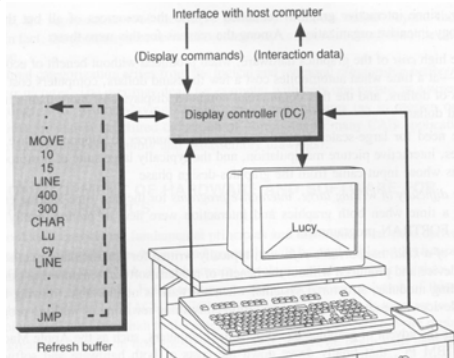 Interface with host computer
(Display commands) (Interaction data)
Display controller (DC)
MOVE
10
15
LINE
400
300
CHAR
Lu
cy
LINE
.
.
.
JMP
Refresh buffer
Lucy